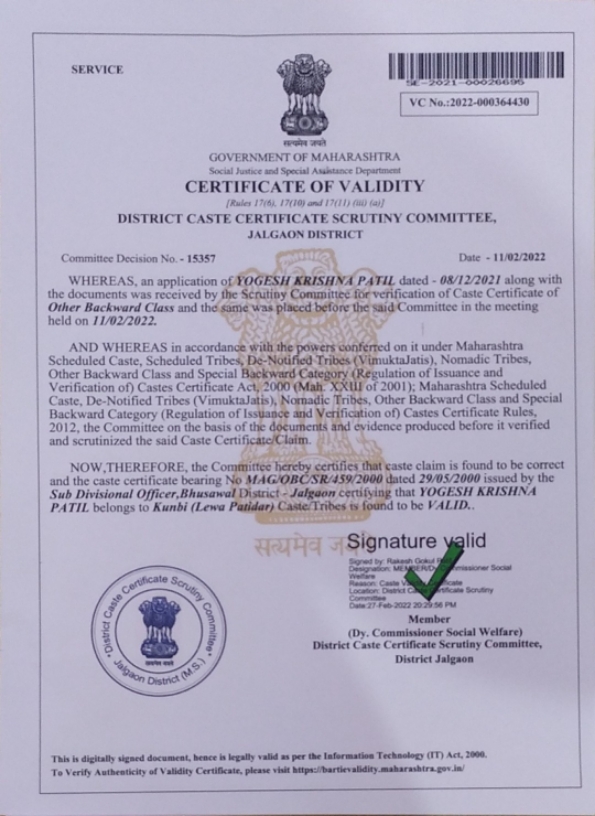 SERVICE
SE-2021-00026695
VC No.:2022-000364430
सत्यमेव जयते
GOVERNMENT OF MAHARASHTRA
Social Justice and Special Assistance Department
CERTIFICATE OF VALIDITY
[Rules 17(6), 17(10) and 17(11) (iii) (a)]
DISTRICT CASTE CERTIFICATE SCRUTINY COMMITTEE,
JALGAON DISTRICT
Committee Decision No. - 15357
Date - 11/02/2022
WHEREAS, an application of YOGESH KRISHNA PATIL dated - 08/12/2021 along with
the documents was received by the Scrutiny Committee for verification of Caste Certificate of
Other Backward Class and the same was placed before the said Committee in the meeting
held on 11/02/2022.
AND WHEREAS in accordance with the powers conferred on it under Maharashtra
Scheduled Caste, Scheduled Tribes, De-Notified Tribes (VimuktaJatis), Nomadic Tribes,
Other Backward Class and Special Backward Category (Regulation of Issuance and
Verification of) Castes Certificate Act, 2000 (Mah. XXIII of 2001); Maharashtra Scheduled
Caste, De-Notified Tribes (VimuktaJatis), Nomadic Tribes, Other Backward Class and Special
Backward Category (Regulation of Issuance and Verification of) Castes Certificate Rules,
2012, the Committee on the basis of the documents and evidence produced before it verified
and scrutinized the said Caste Certificate/Claim.
NOW,THEREFORE, the Committee hereby certifies that caste claim is found to be correct
and the caste certificate bearing No MAG/OBC/SR/459/2000 dated 29/05/2000 issued by the
Sub Divisional Officer,Bhusawal District - Jalgaon certifying that YOGESH KRISHNA
PATIL belongs to Kunbi (Lewa Patidar) Caste/Tribes is found to be VALID..
सत्यमेव
Signature valid
Signed by: Rakesh Gokul
Designation: Social
Welfare
Reason: Caste
Location: District Scrutiny
Committee
Date:27-Feb-2022 20:29:56 PM
Member
(Dy. Commissioner Social Welfare)
District Caste Certificate Scrutiny Committee,
District Jalgaon
District Caste Certificate Scrutiny Committee
सत्यमेव जयते
Jalgaon District (M.S.)
This is digitally signed document, hence is legally valid as per the Information Technology (IT) Act, 2000.
To Verify Authenticity of Validity Certificate, please visit https://bartievalidity.maharashtra.gov.in/